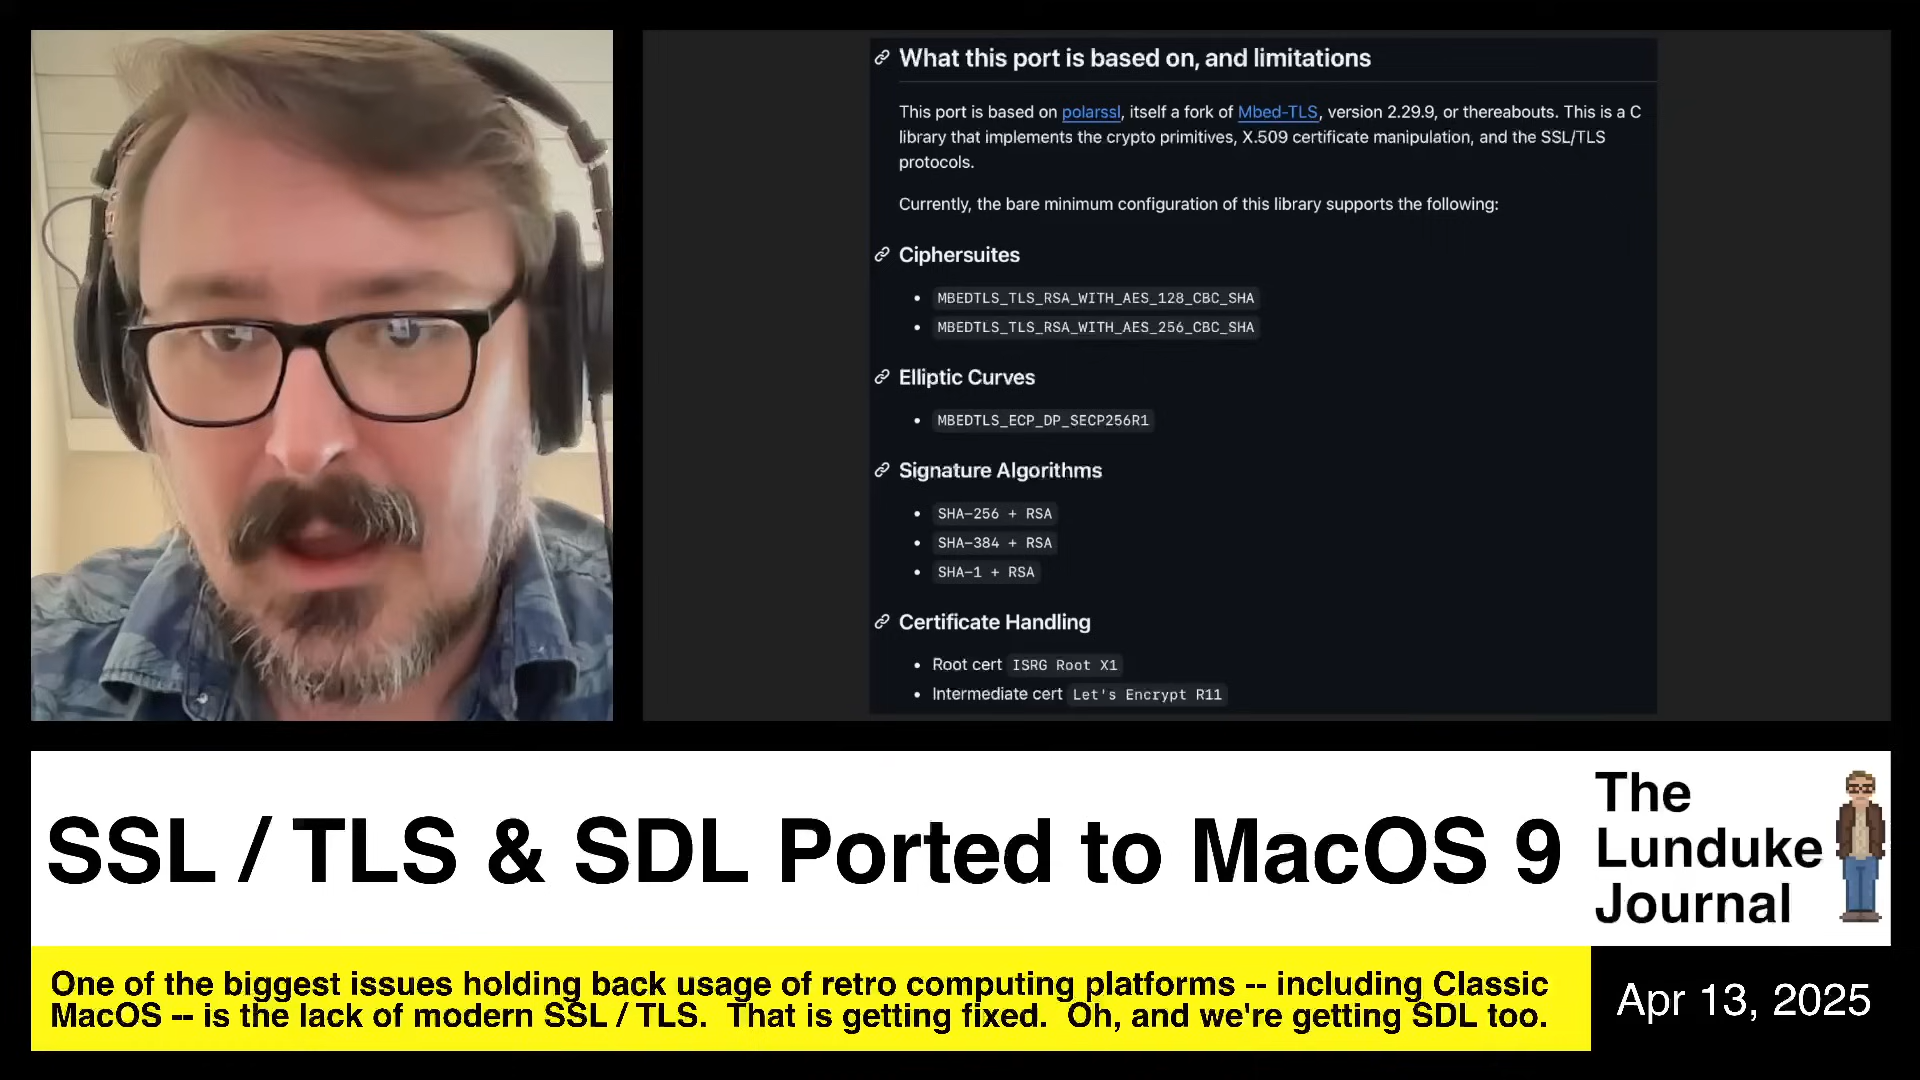 What this port is based on, and limitations
This port is based on polarssl, itself a fork of Mbed-TLS, version 2.29.9, or thereabouts. This is a C
library that implements the crypto primitives, X.509 certificate manipulation, and the SSL/TLS
protocols.
Currently, the bare minimum configuration of this library supports the following:
Ciphersuites
• MBEDTLS_TLS_RSA_WITH_AES_128_CBC_SHA
• MBEDTLS_TLS_RSA_WITH_AES_256_CBC_SHA
Elliptic Curves
• MBEDTLS_ECP_DP_SECP256R1
Signature Algorithms
• SHA-256 + RSA
• SHA-384 + RSA
• SHA-1 + RSA
Certificate Handling
• Root cert ISRG Root X1
• Intermediate cert Let's Encrypt R11
SSL / TLS & SDL Ported to MacOS 9
The
Lunduke
Journal
One of the biggest issues holding back usage of retro computing platforms -- including Classic
MacOS -- is the lack of modern SSL / TLS. That is getting fixed. Oh, and we're getting SDL too.
Apr 13, 2025